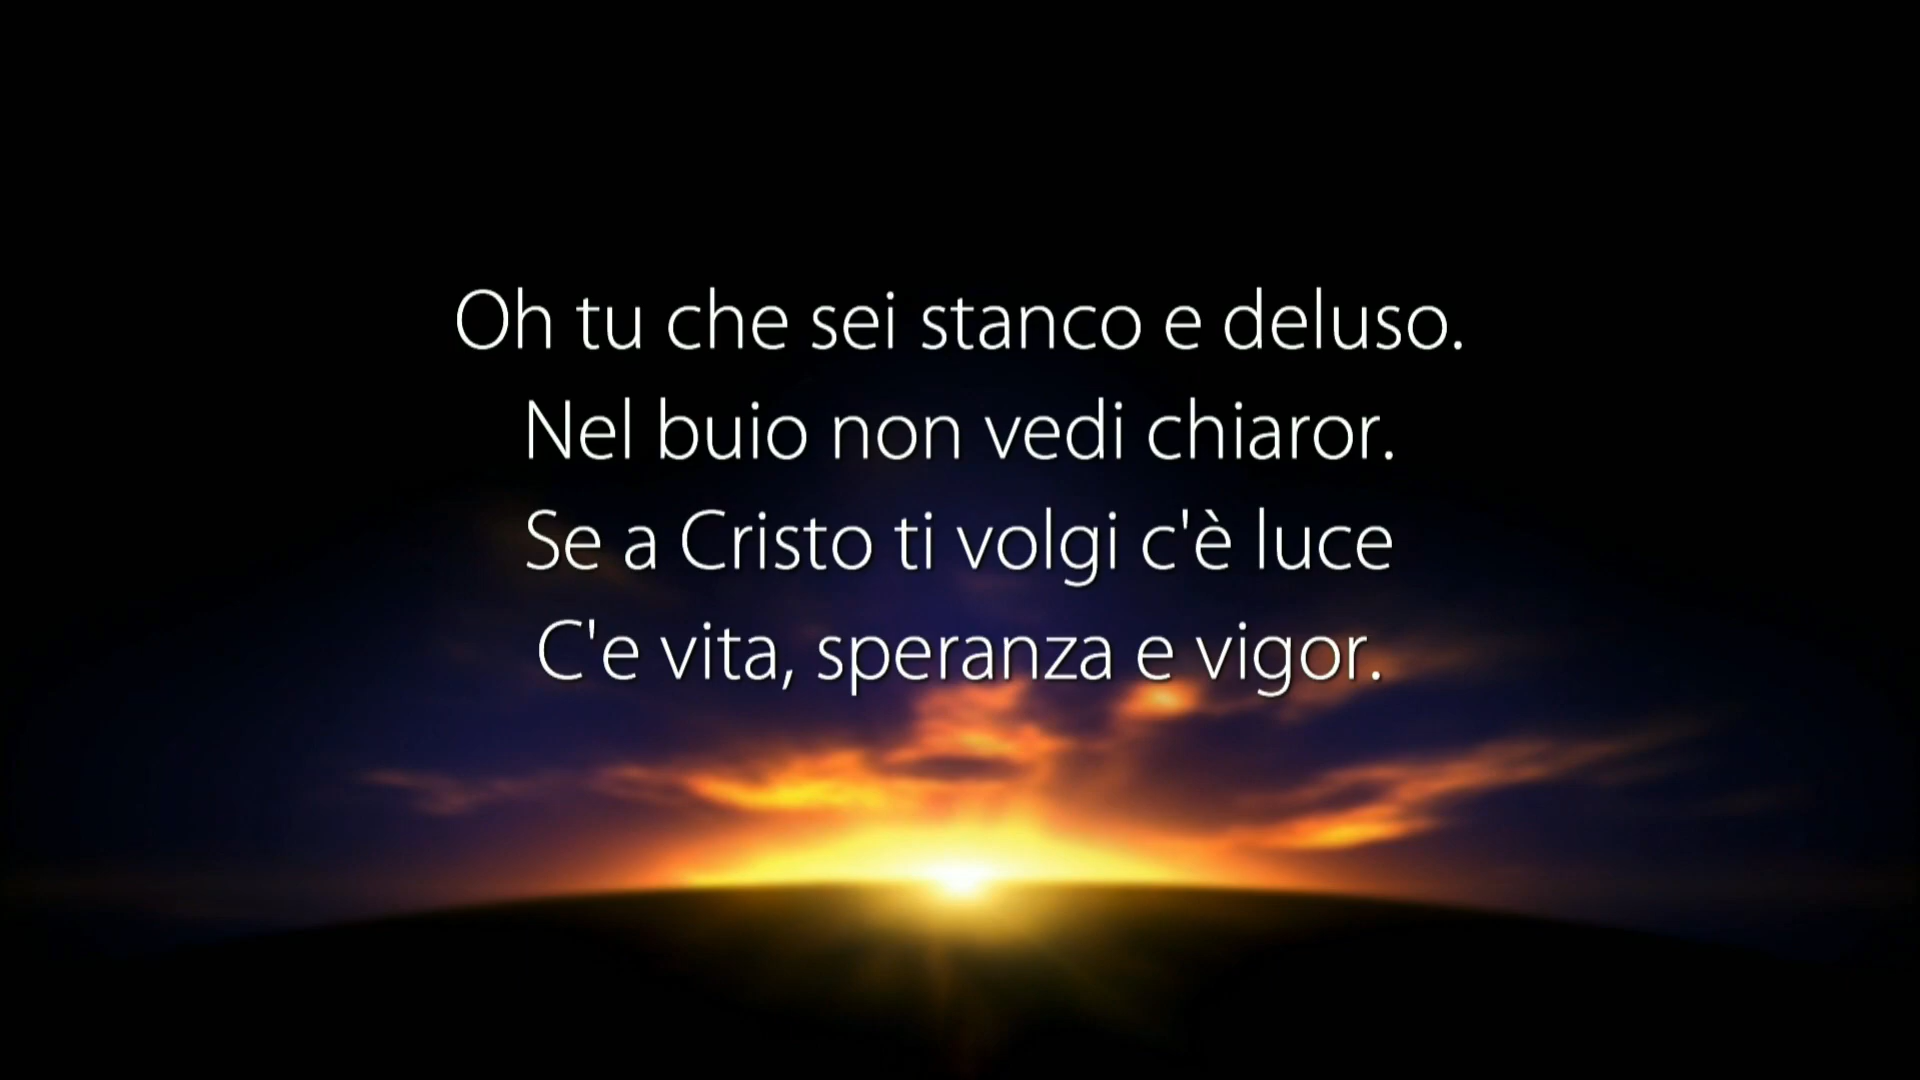 Oh tu che sei stanco e deluso.
Nel buio non vedi chiaror.
Se a Cristo ti volgi c'è luce
C'e vita, speranza e vigor.